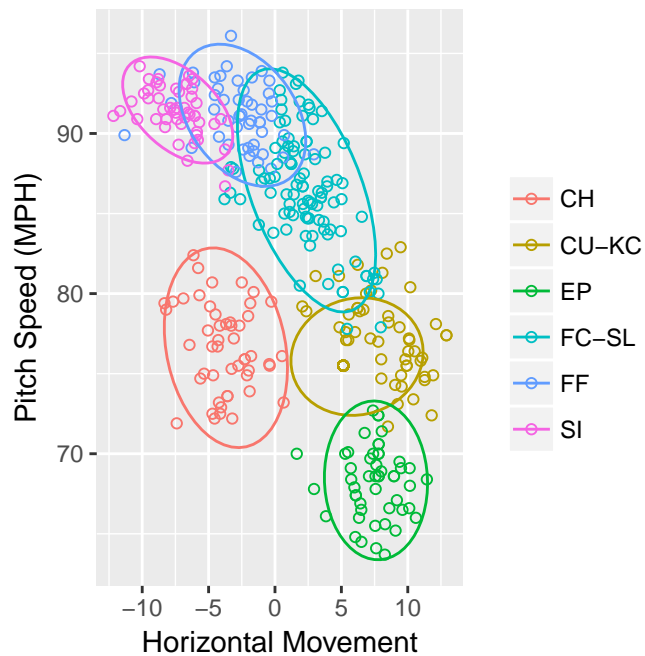 Pitch Speed (MPH)
90
80
70
−10
−5
0
5
10
Horizontal Movement
CH
CU−KC
EP
FC−SL
FF
SI